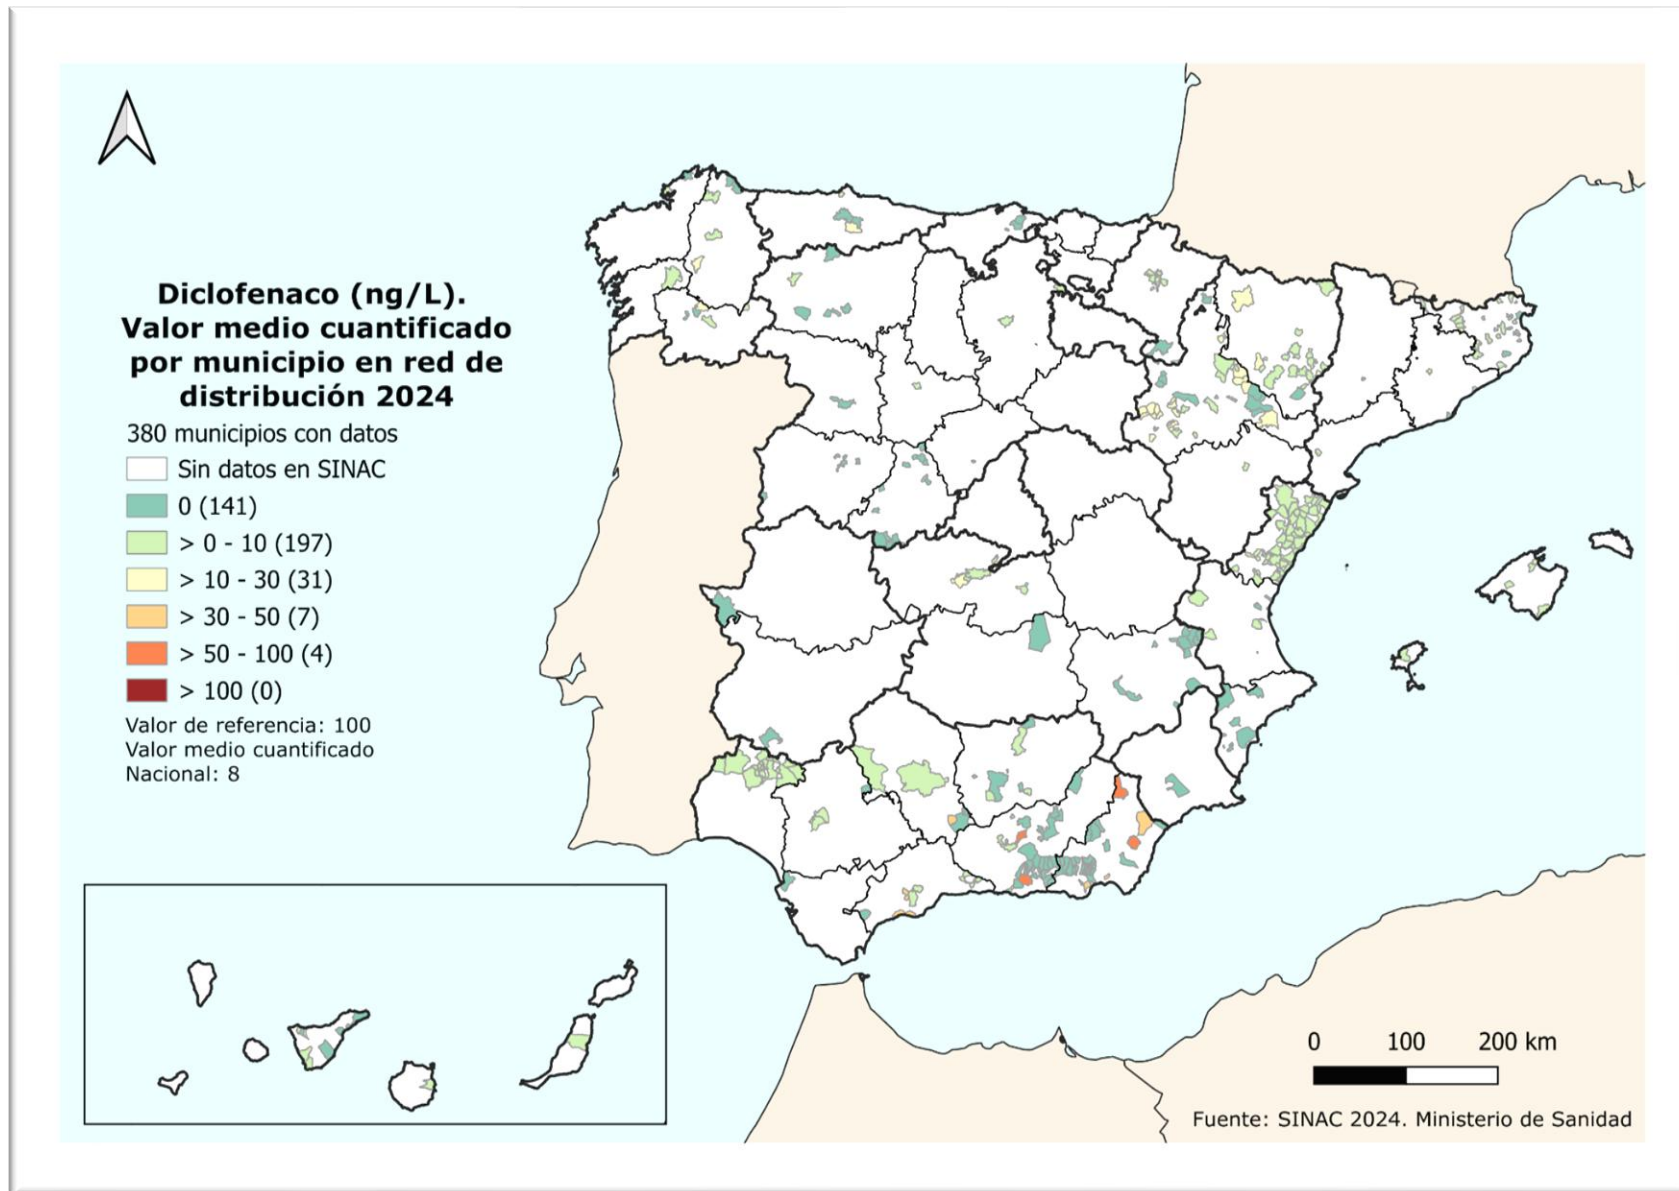 Diclofenaco (ng/L).
Valor medio cuantificado
por municipio en red de
distribución 2024
380 municipios con datos
Sin datos en SINAC
0 (141)
> 0 - 10 (197)
> 10 - 30 (31)
> 30 - 50 (7)
> 50 - 100 (4)
> 100 (0)
Valor de referencia: 100
Valor medio cuantificado
Nacional: 8
0 100 200 km
Fuente: SINAC 2024. Ministerio de Sanidad